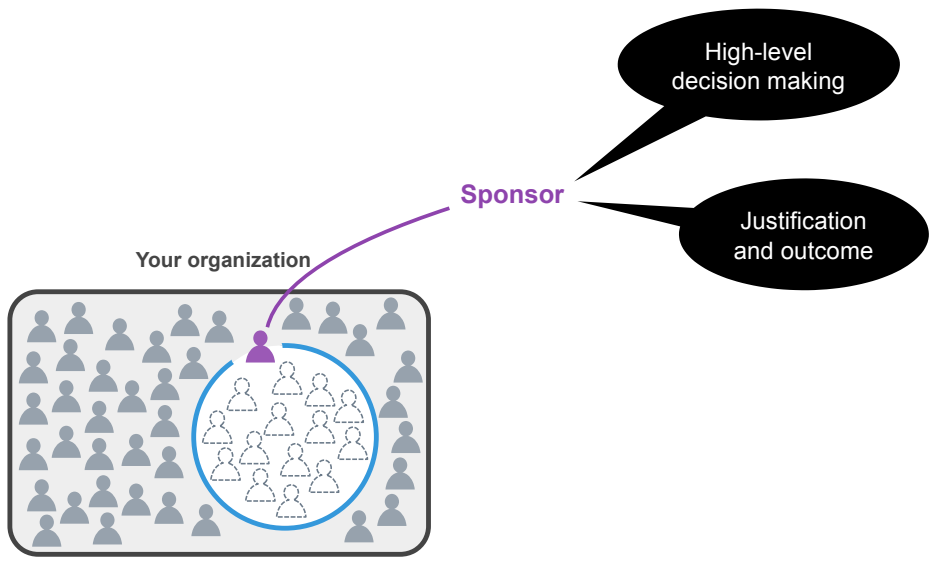 High-level
decision making
Sponsor
Justification
and outcome
Your organization